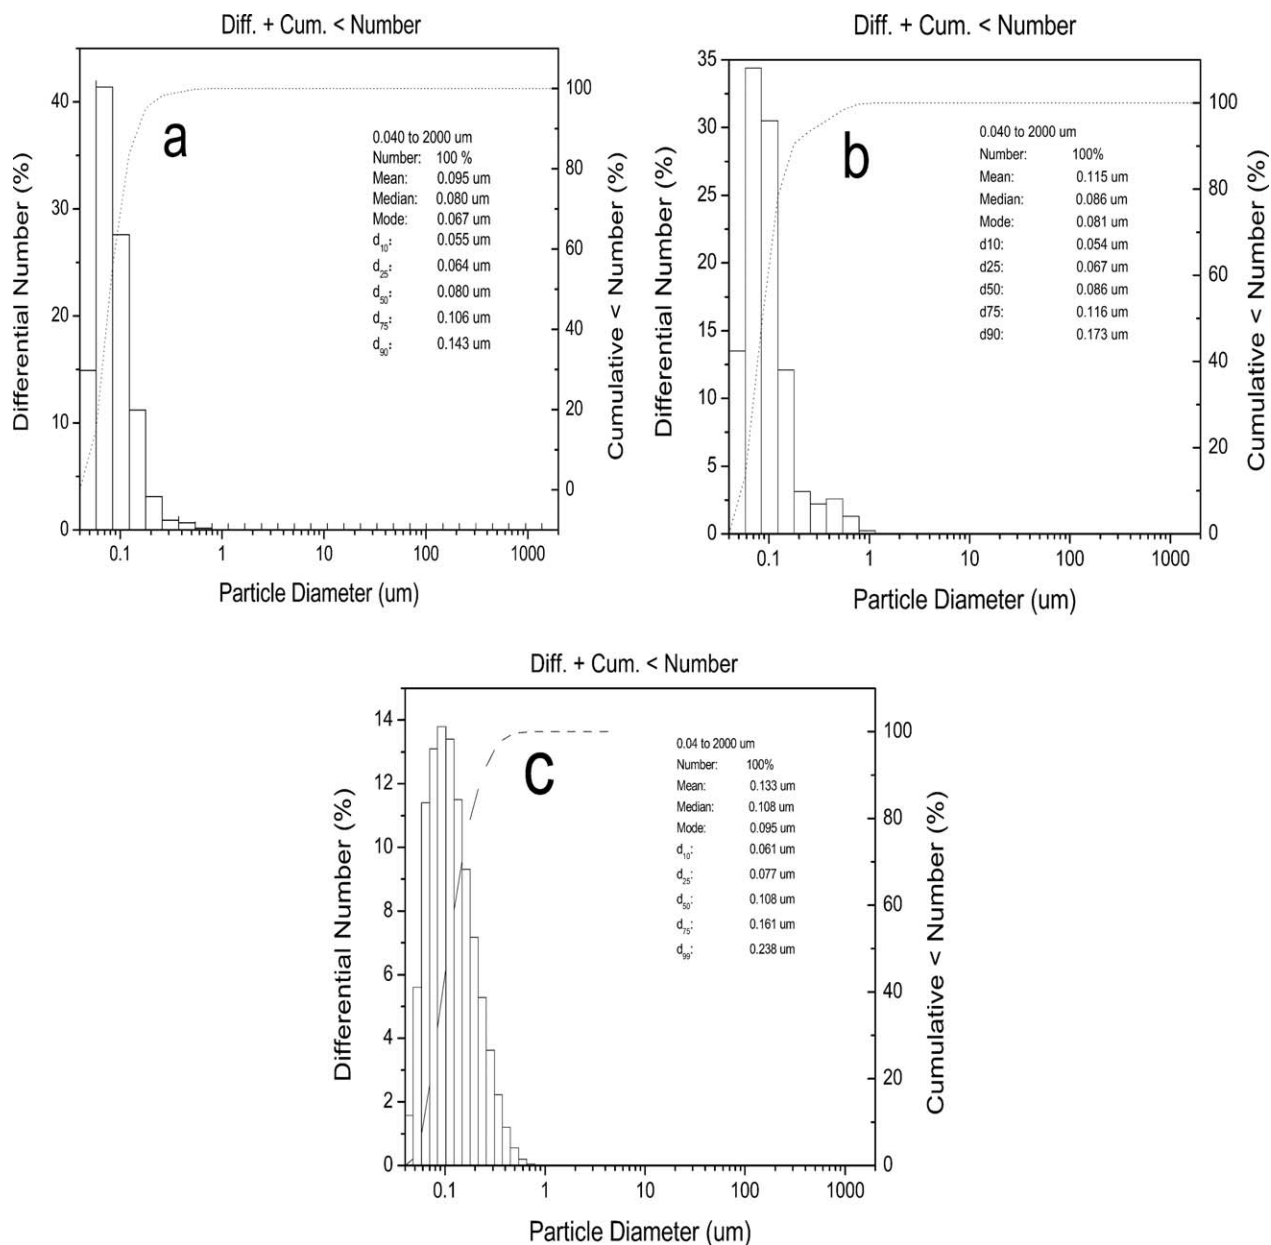 Diff. + Cum. < Number
40
30
20
10
0
Differential Number (%)
a
0.040 to 2000 um
Number: 100 %
Mean: 0.095 um
Median: 0.080 um
Mode: 0.067 um
d10: 0.055 um
d25: 0.064 um
d50: 0.080 um
d75: 0.106 um
d90: 0.143 um
100
80
60
40
20
0
Cumulative < Number (%)
0.1 1 10 100 1000
Particle Diameter (um)
Diff. + Cum. < Number
35
30
25
20
15
10
5
0
Differential Number (%)
b
0.040 to 2000 um
Number: 100%
Mean: 0.115 um
Median: 0.086 um
Mode: 0.081 um
d10: 0.054 um
d25: 0.067 um
d50: 0.086 um
d75: 0.116 um
d90: 0.173 um
100
80
60
40
20
0
Cumulative < Number (%)
0.1 1 10 100 1000
Particle Diameter (um)
Diff. + Cum. < Number
14
12
10
8
6
4
2
0
Differential Number (%)
c
0.04 to 2000 um
Number: 100%
Mean: 0.133 um
Median: 0.108 um
Mode: 0.095 um
d10: 0.061 um
d25: 0.077 um
d50: 0.108 um
d75: 0.161 um
d99: 0.238 um
100
80
60
40
20
0
Cumulative < Number (%)
0.1 1 10 100 1000
Particle Diameter (um)